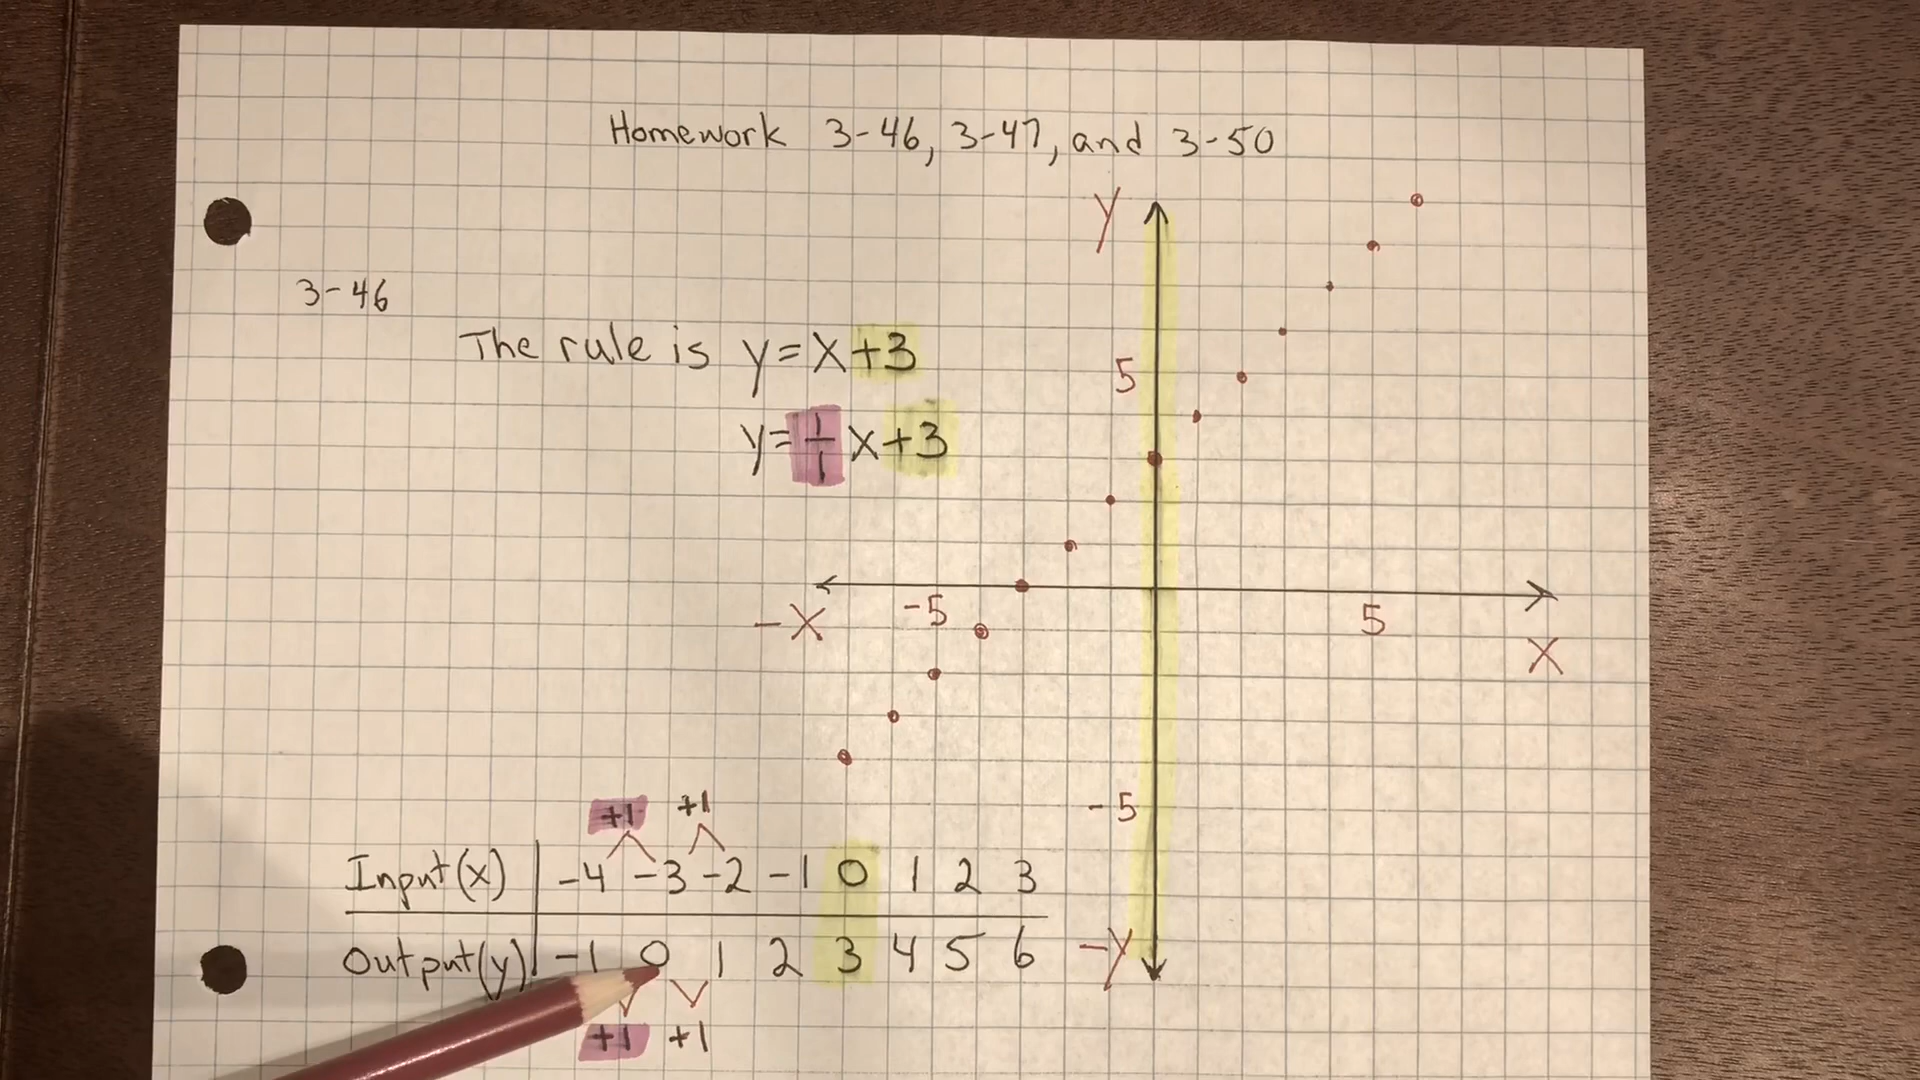 Homework 3-46, 3-47, and 3-50
y
3-46
The rule is y=x+3
5
y=1/1 x+3
-x -5 5
x
-5
+1 +1
Input(x) -4 -3 -2 -1 0 1 2 3
Output(y) -1 0 1 2 3 4 5 6
-y
+1 +1